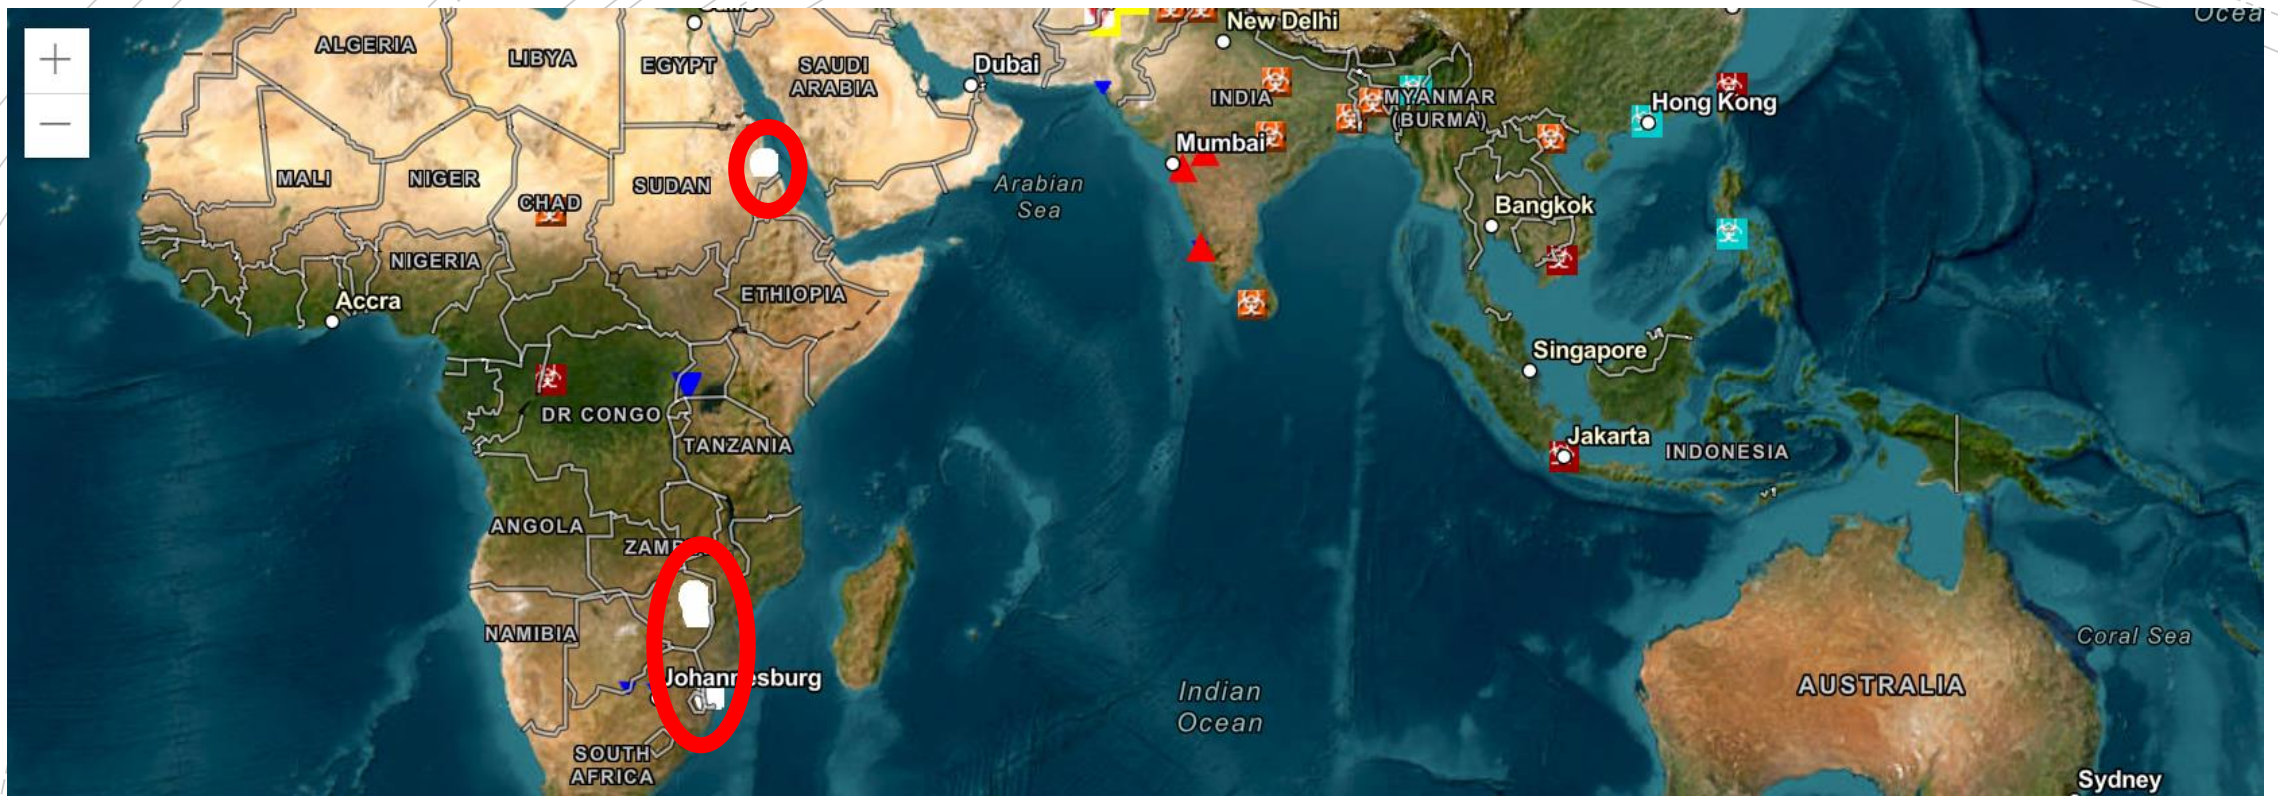 Ocea
New Delhi
ALGERIA
LIBYA
EGYPT
SAUDI
ARABIA
Dubai
INDIA
MYANMAR
(BURMA)
Hong Kong
Mumbai
MALI
NIGER
CHAD
SUDAN
Arabian
Sea
Bangkok
NIGERIA
ETHIOPIA
Accra
Singapore
DR CONGO
TANZANIA
Jakarta
INDONESIA
ANGOLA
ZAMB
NAMIBIA
Johannesburg
Indian
Ocean
Coral Sea
AUSTRALIA
SOUTH
AFRICA
Sydney